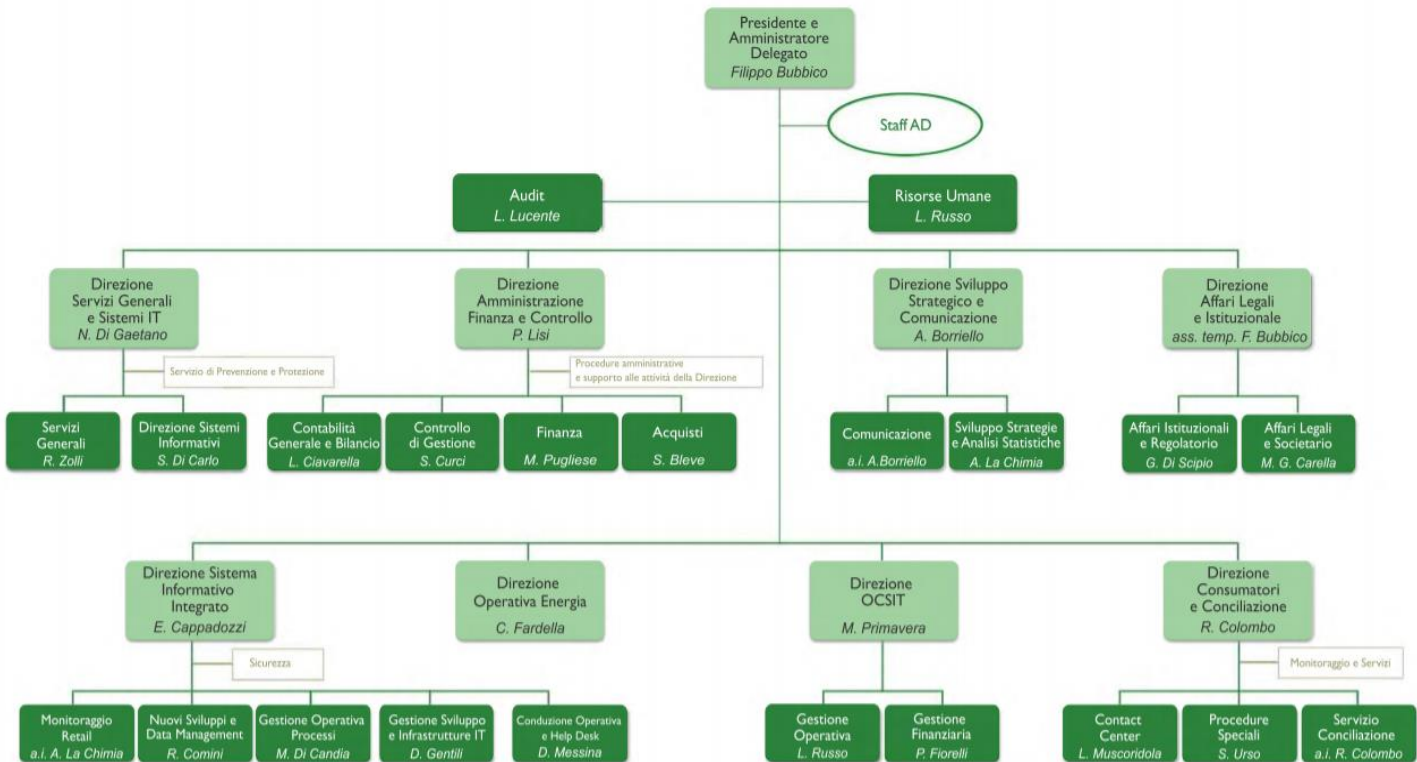 Presidente e
Amministratore
Delegato
Filippo Bubbico
Staff AD
Audit
L. Lucente
Risorse Umane
L. Russo
Direzione
Servizi Generali
e Sistemi IT
N. Di Gaetano
Direzione
Amministrazione
Finanza e Controllo
P. Lisi
Direzione Sviluppo
Strategico e
Comunicazione
A. Borriello
Direzione
Affari Legali
e Istituzionale
ass. temp. F. Bubbico
Servizio di Prevenzione e Protezione
Procedure amministrative
e supporto alle attività della Direzione
Servizi
Generali
R. Zolli
Direzione Sistemi
Informativi
S. Di Carlo
Contabilità
Generale e Bilancio
L. Ciavarella
Controllo
di Gestione
S. Curci
Finanza
M. Pugliese
Acquisti
S. Bleve
Comunicazione
a.i. A.Borriello
Sviluppo Strategie
e Analisi Statistiche
A. La Chimia
Affari Istituzionali
e Regolatorio
G. Di Scipio
Affari Legali
e Societario
M. G. Carella
Direzione Sistema
Informativo
Integrato
E. Cappadozzi
Direzione
Operativa Energia
C. Fardella
Direzione
OCSIT
M. Primavera
Direzione
Consumatori
e Conciliazione
R. Colombo
Sicurezza
Monitoraggio e Servizi
Monitoraggio
Retail
a.i. A. La Chimia
Nuovi Sviluppi e
Data Management
R. Comini
Gestione Operativa
Processi
M. Di Candia
Gestione Sviluppo
e Infrastrutture IT
D. Gentili
Conduzione Operativa
e Help Desk
D. Messina
Gestione
Operativa
L. Russo
Gestione
Finanziaria
P. Fiorelli
Contact
Center
L. Muscoridola
Procedure
Speciali
S. Urso
Servizio
Conciliazione
a.i. R. Colombo